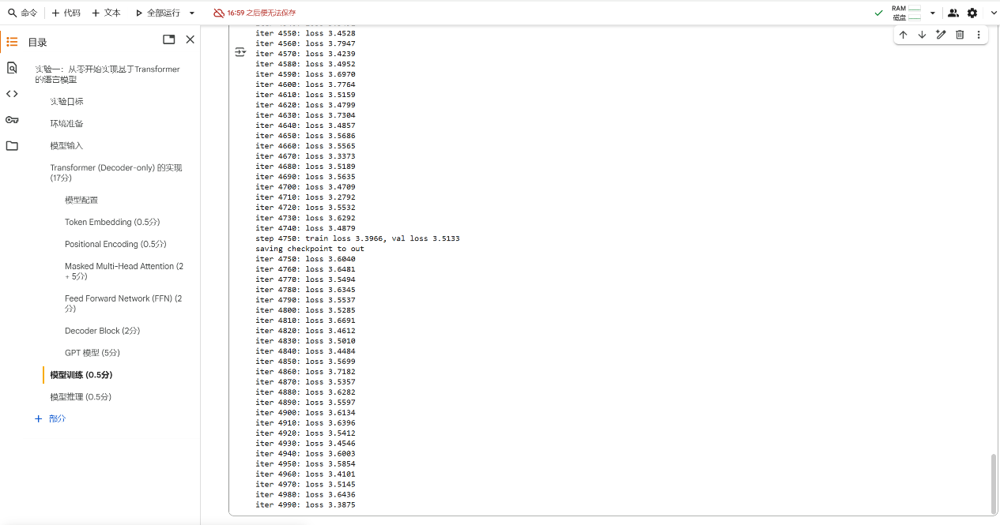 命令
+ 代码
+ 文本
全部运行
16:59 之后便无法保存
RAM
磁盘
目录
实验一：从零开始实现基于Transformer
的语言模型
实验目标
环境准备
模型输入
Transformer (Decoder-only) 的实现
(17分)
模型配置
Token Embedding (0.5分)
Positional Encoding (0.5分)
Masked Multi-Head Attention (2
+ 5分)
Feed Forward Network (FFN) (2
分)
Decoder Block (2分)
GPT 模型 (5分)
模型训练 (0.5分)
模型推理 (0.5分)
+ 部分
iter 4550: loss 3.4528
iter 4560: loss 3.7947
iter 4570: loss 3.4239
iter 4580: loss 3.4952
iter 4590: loss 3.6970
iter 4600: loss 3.7764
iter 4610: loss 3.5159
iter 4620: loss 3.4799
iter 4630: loss 3.7304
iter 4640: loss 3.4857
iter 4650: loss 3.5686
iter 4660: loss 3.5565
iter 4670: loss 3.3373
iter 4680: loss 3.5189
iter 4690: loss 3.5635
iter 4700: loss 3.4709
iter 4710: loss 3.2792
iter 4720: loss 3.5532
iter 4730: loss 3.6292
iter 4740: loss 3.4879
step 4750: train loss 3.3966, val loss 3.5133
saving checkpoint to out
iter 4750: loss 3.6040
iter 4760: loss 3.6481
iter 4770: loss 3.5494
iter 4780: loss 3.6345
iter 4790: loss 3.5537
iter 4800: loss 3.5285
iter 4810: loss 3.6691
iter 4820: loss 3.4612
iter 4830: loss 3.5010
iter 4840: loss 3.4484
iter 4850: loss 3.5699
iter 4860: loss 3.7182
iter 4870: loss 3.5357
iter 4880: loss 3.6282
iter 4890: loss 3.5597
iter 4900: loss 3.6134
iter 4910: loss 3.6396
iter 4920: loss 3.5412
iter 4930: loss 3.4546
iter 4940: loss 3.6003
iter 4950: loss 3.5854
iter 4960: loss 3.4101
iter 4970: loss 3.5145
iter 4980: loss 3.6436
iter 4990: loss 3.3875